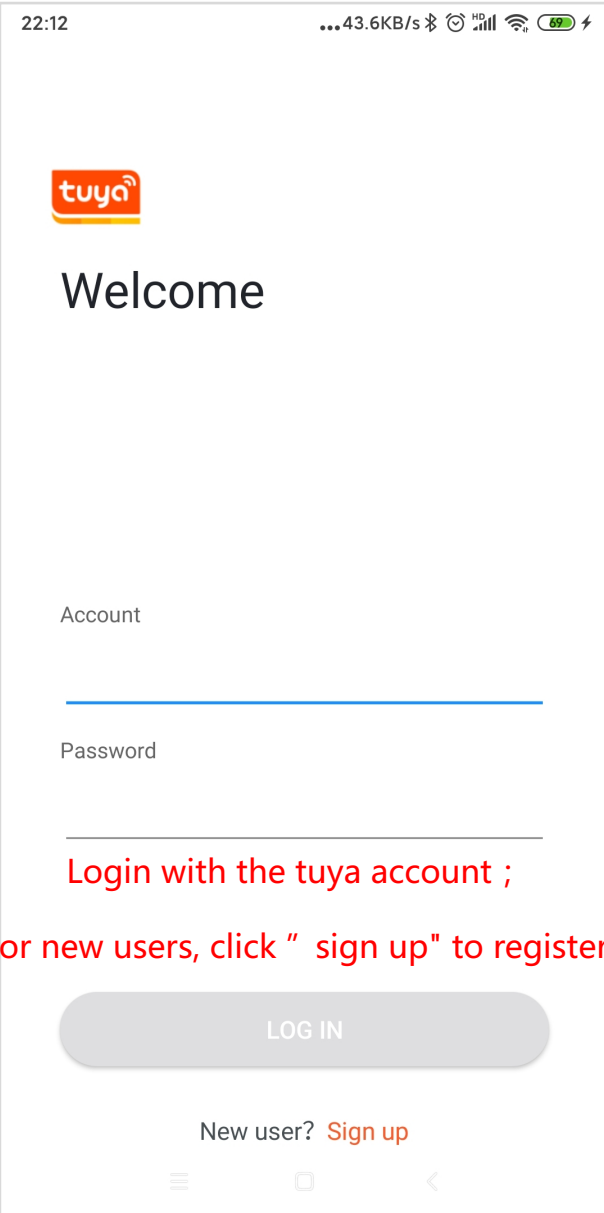 22:12 ...43.6KB/s HD 69
tuya
Welcome
Account
Password
Login with the tuya account ;
or new users, click ” sign up" to register
LOG IN
New user? Sign up